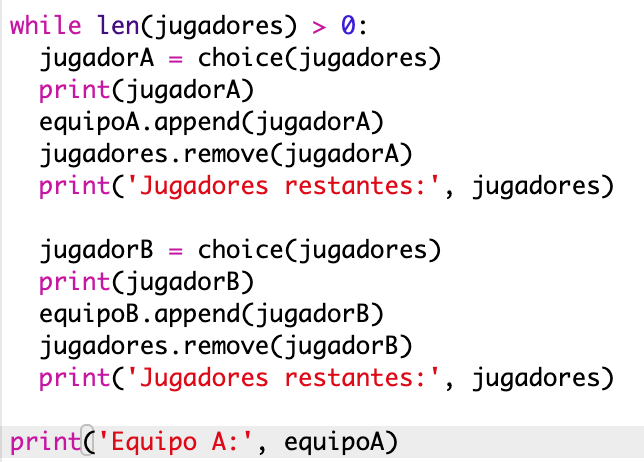 while len(jugadores) > 0:
  jugadorA = choice(jugadores)
  print(jugadorA)
  equipoA.append(jugadorA)
  jugadores.remove(jugadorA)
  print('Jugadores restantes:', jugadores)

  jugadorB = choice(jugadores)
  print(jugadorB)
  equipoB.append(jugadorB)
  jugadores.remove(jugadorB)
  print('Jugadores restantes:', jugadores)

print('Equipo A:', equipoA)